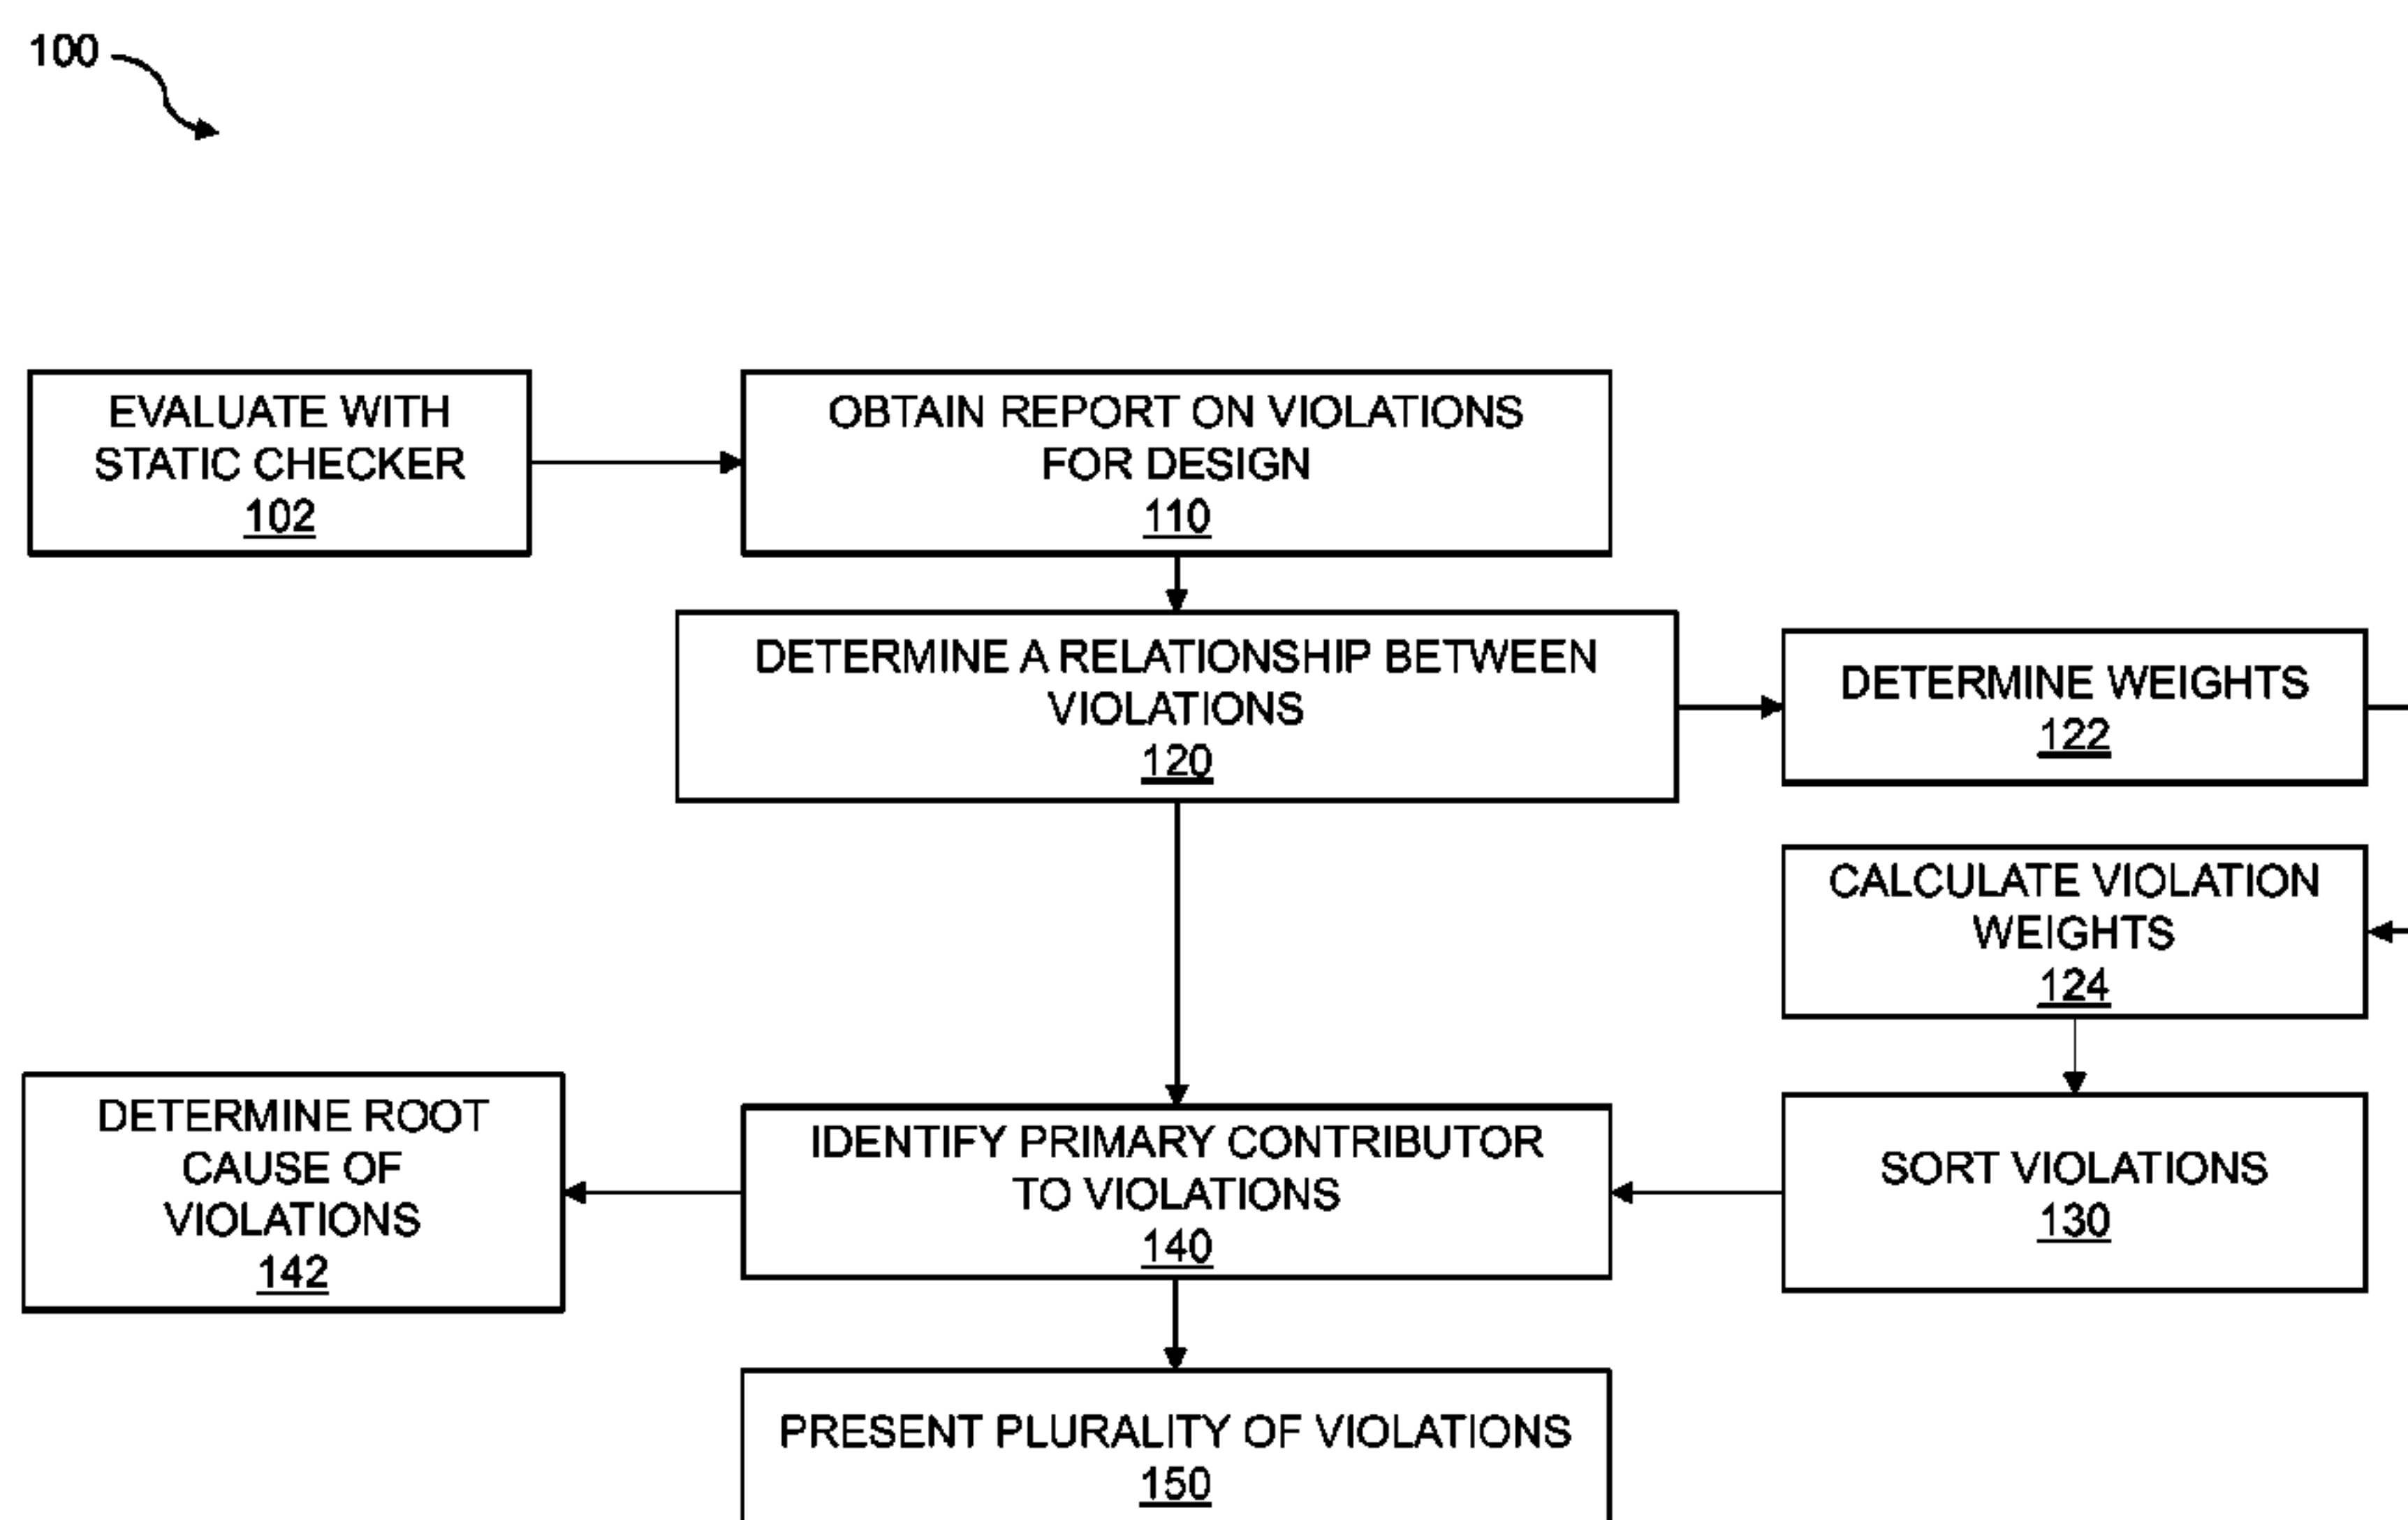 100
EVALUATE WITH
STATIC CHECKER
102
OBTAIN REPORT ON VIOLATIONS
FOR DESIGN
110
DETERMINE A RELATIONSHIP BETWEEN
VIOLATIONS
120
DETERMINE WEIGHTS
122
CALCULATE VIOLATION
WEIGHTS
124
DETERMINE ROOT
CAUSE OF
VIOLATIONS
142
IDENTIFY PRIMARY CONTRIBUTOR
TO VIOLATIONS
140
SORT VIOLATIONS
130
PRESENT PLURALITY OF VIOLATIONS
150